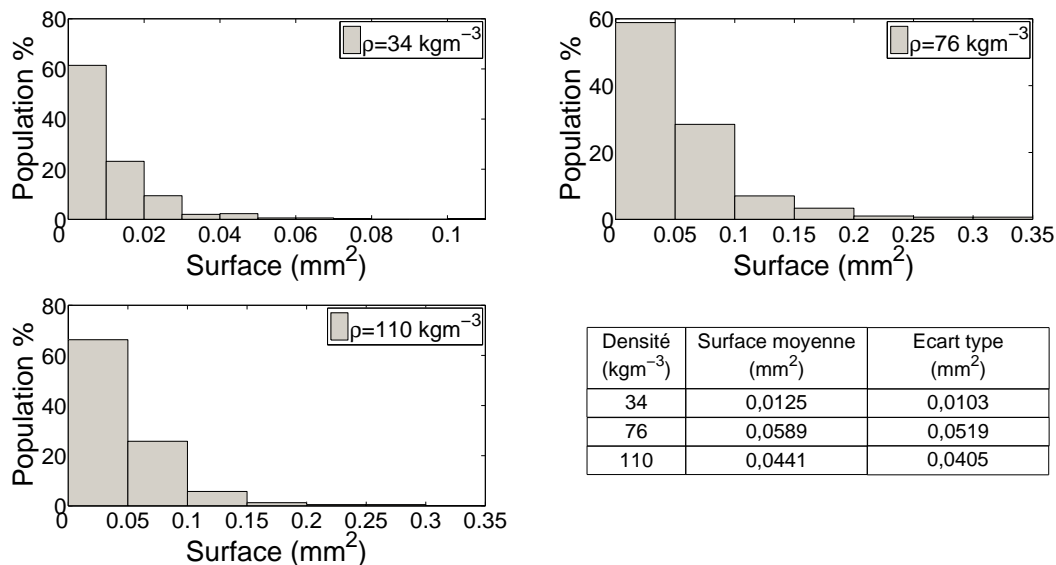 80
60
40
20
0
Population %
ρ=34 kgm⁻³
0.02 0.04 0.06 0.08 0.1
Surface (mm²)
60
40
20
0
Population %
ρ=76 kgm⁻³
0 0.05 0.1 0.15 0.2 0.25 0.3 0.35
Surface (mm²)
80
60
40
20
0
Population %
ρ=110 kgm⁻³
0 0.05 0.1 0.15 0.2 0.25 0.3 0.35
Surface (mm²)
Densité Surface moyenne Ecart type
(kgm⁻³) (mm²) (mm²)
34 0,0125 0,0103
76 0,0589 0,0519
110 0,0441 0,0405